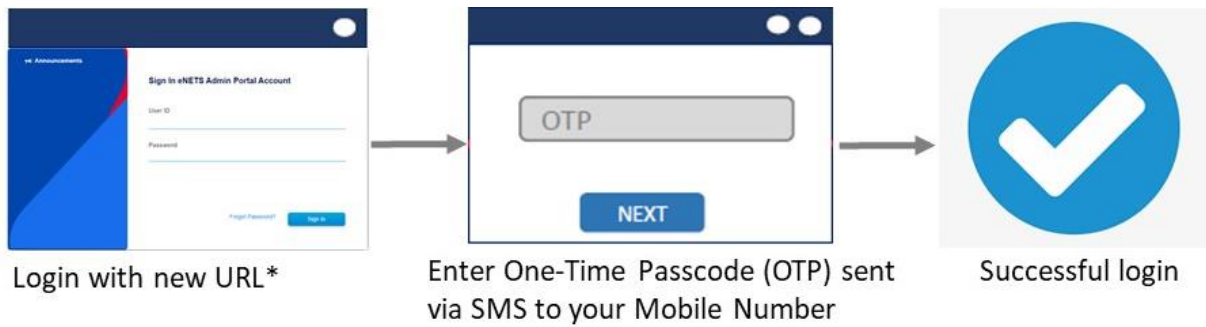 Announcements
Sign In eNETS Admin Portal Account
User ID
Password
Forgot Password?
Sign In
OTP
NEXT
Login with new URL*
Enter One-Time Passcode (OTP) sent
via SMS to your Mobile Number
Successful login